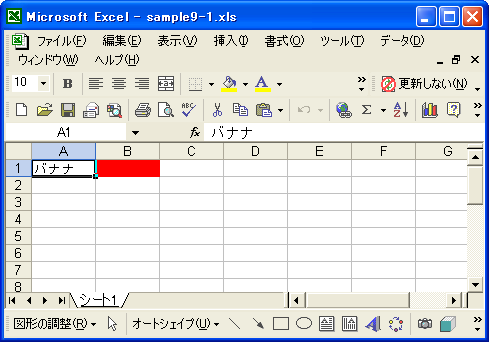 Microsoft Excel - sample9-1.xls
ファイル(F) 編集(E) 表示(V) 挿入(I) 書式(O) ツール(T) データ(D)
ウィンドウ(W) ヘルプ(H)
10 B A 更新しない(N)
ABC Σ A Z
A1 fx バナナ
A B C D E F G
1 バナナ
2
3
4
5
6
7
8
シート1
図形の調整(R) オートシェイプ(U) A